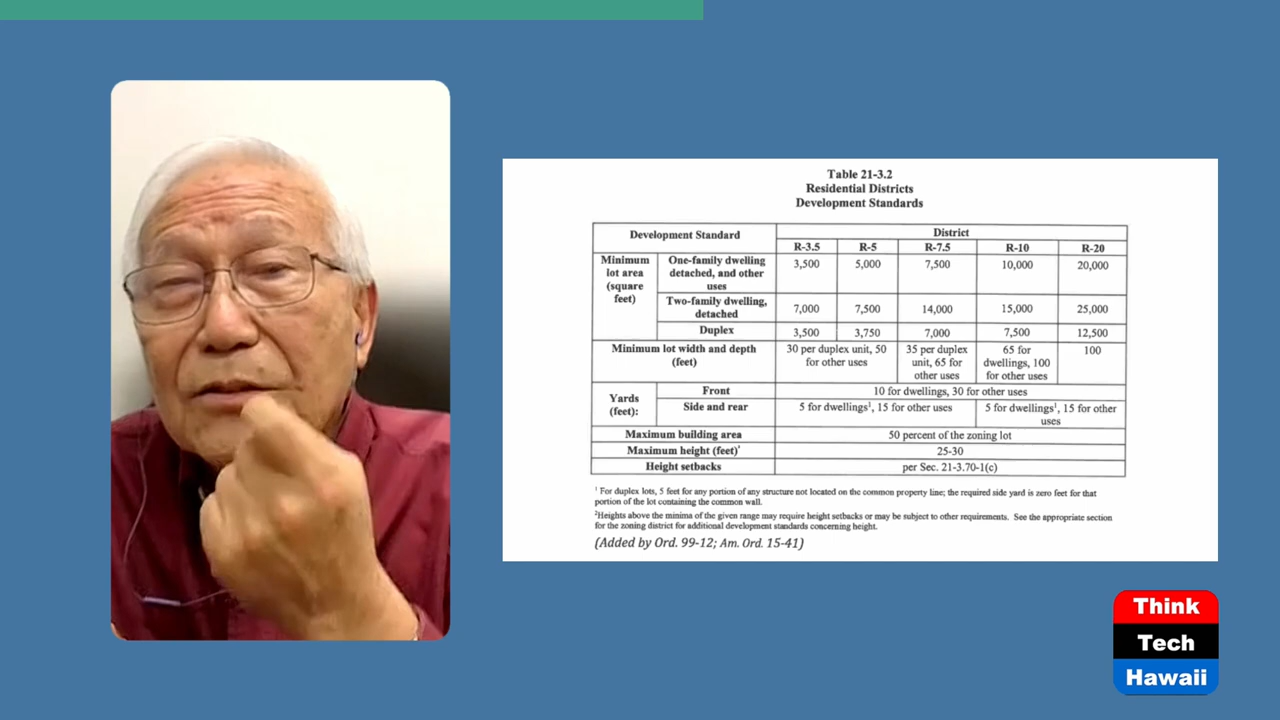 Table 21-3.2
Residential Districts
Development Standards
Development Standard
District
R-3.5 R-5 R-7.5 R-10 R-20
Minimum
lot area
(square
feet)
One-family dwelling
detached, and other
uses
3,500 5,000 7,500 10,000 20,000
Two-family dwelling,
detached
7,000 7,500 14,000 15,000 25,000
Duplex
3,500 3,750 7,000 7,500 12,500
Minimum lot width and depth
(feet)
30 per duplex unit, 50
for other uses
35 per duplex
unit, 65 for
other uses
65 for
dwellings, 100
for other uses
100
Yards
(feet):
Front
10 for dwellings, 30 for other uses
Side and rear
5 for dwellings¹, 15 for other uses
5 for dwellings¹, 15 for other
uses
Maximum building area
50 percent of the zoning lot
Maximum height (feet)²
25-30
Height setbacks
per Sec. 21-3.70-1(c)
¹ For duplex lots, 5 feet for any portion of any structure not located on the common property line; the required side yard is zero feet for that
portion of the lot containing the common wall.
²Heights above the minima of the given range may require height setbacks or may be subject to other requirements. See the appropriate section
for the zoning district for additional development standards concerning height.
(Added by Ord. 99-12; Am. Ord. 15-41)
Think
Tech
Hawaii